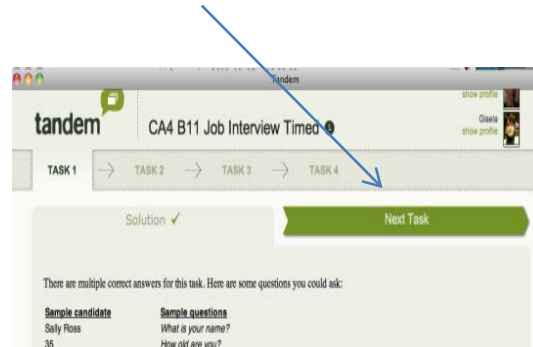 Tandem
show profile
tandem
CA4 B11 Job Interview Timed
Gisela
show profile
TASK 1
TASK 2
TASK 3
TASK 4
Solution ✓
Next Task
There are multiple correct answers for this task. Here are some questions you could ask:
Sample candidate Sample questions
Sally Ross What is your name?
35 How old are you?